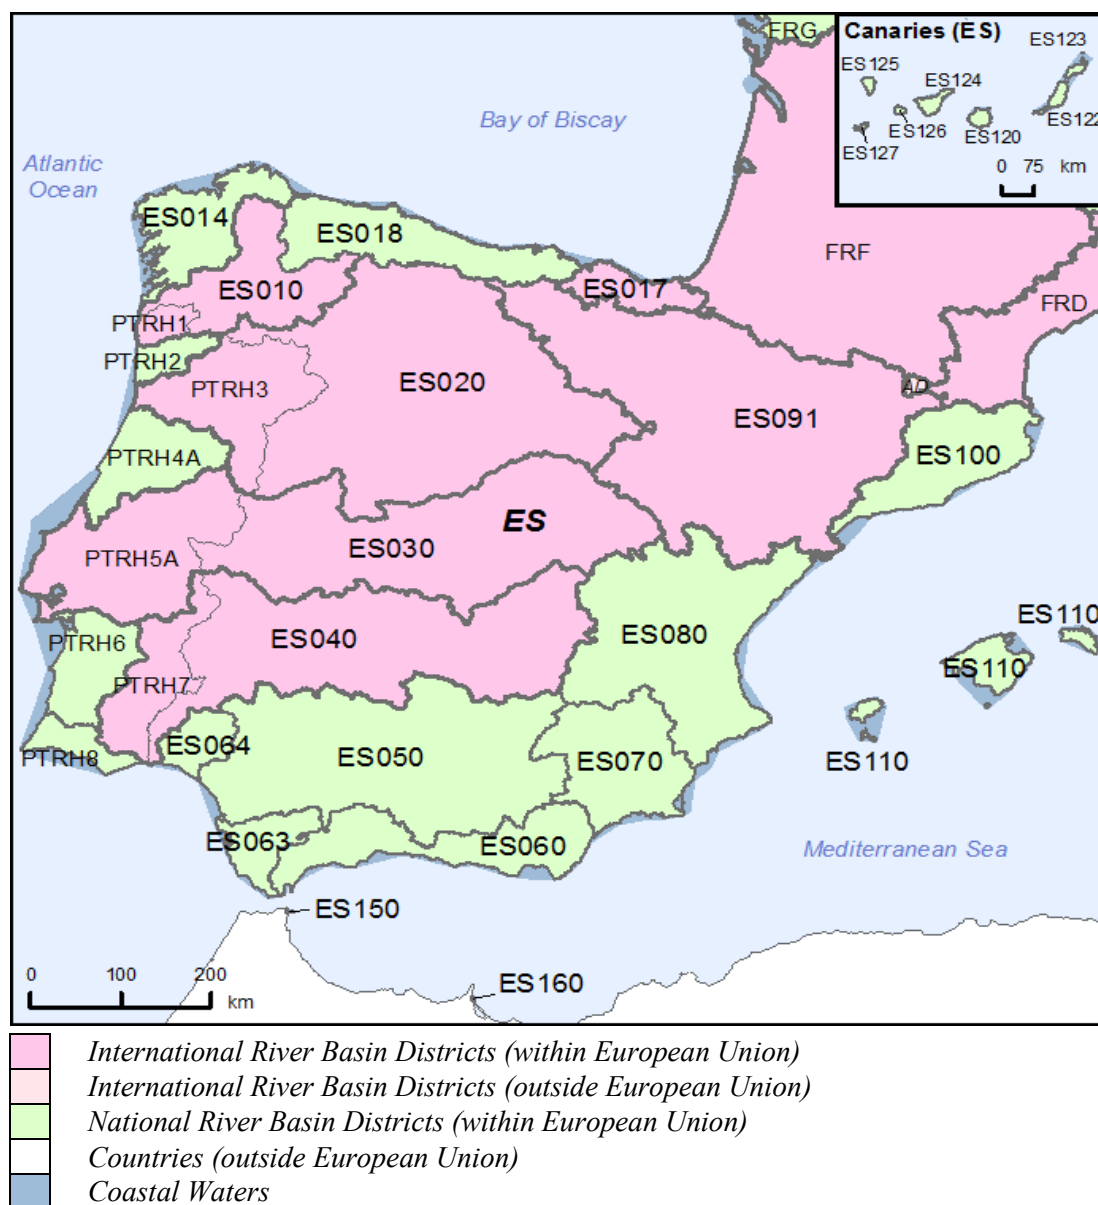 FRG
Canaries (ES)
ES123
ES125
ES124
ES126
ES120
ES122
ES127
0 75 km
Bay of Biscay
Atlantic
Ocean
ES014
ES018
FRF
ES010
ES017
FRD
PTRH1
PTRH2
PTRH3
ES020
AD
ES091
PTRH4A
ES100
ES
ES030
PTRH5A
ES110
PTRH6
ES040
ES080
ES110
PTRH7
ES064
ES050
ES070
PTRH8
ES110
ES063
ES060
Mediterranean Sea
ES150
ES160
0 100 200
km
International River Basin Districts (within European Union)
International River Basin Districts (outside European Union)
National River Basin Districts (within European Union)
Countries (outside European Union)
Coastal Waters